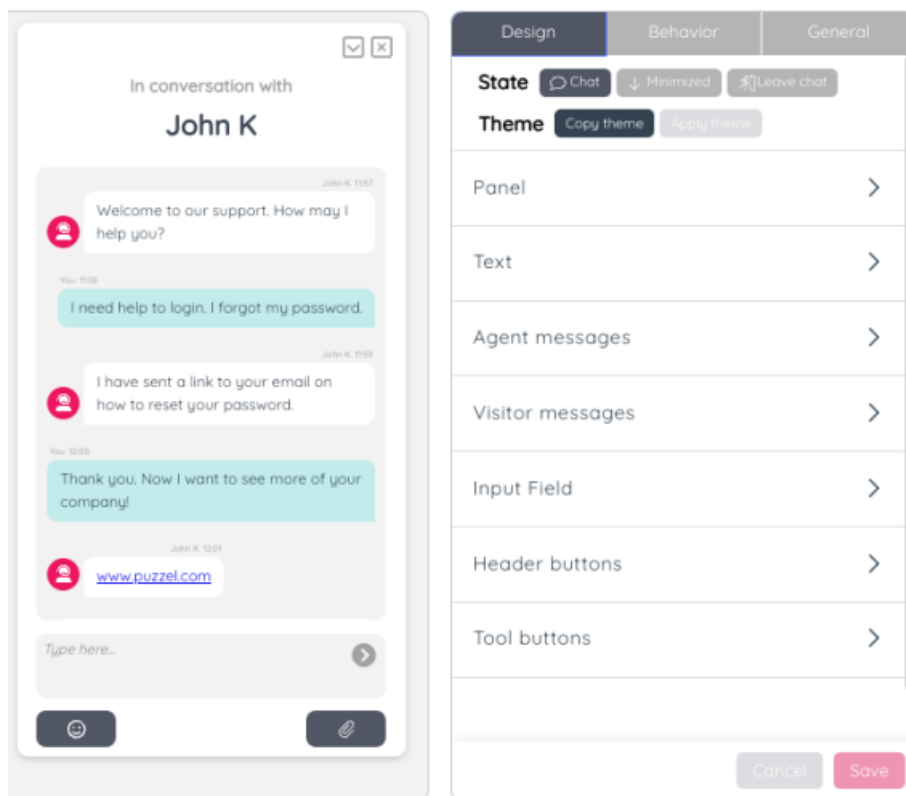 In conversation with
John K
John K. 11:57
Welcome to our support. How may I
help you?
You 11:58
I need help to login. I forgot my password.
John K. 11:59
I have sent a link to your email on
how to reset your password.
You 12:00
Thank you. Now I want to see more of your
company!
John K. 12:01
www.puzzel.com
Type here...
Design Behavior General
State Chat Minimized Leave chat
Theme Copy theme Apply theme
Panel
Text
Agent messages
Visitor messages
Input Field
Header buttons
Tool buttons
Cancel Save